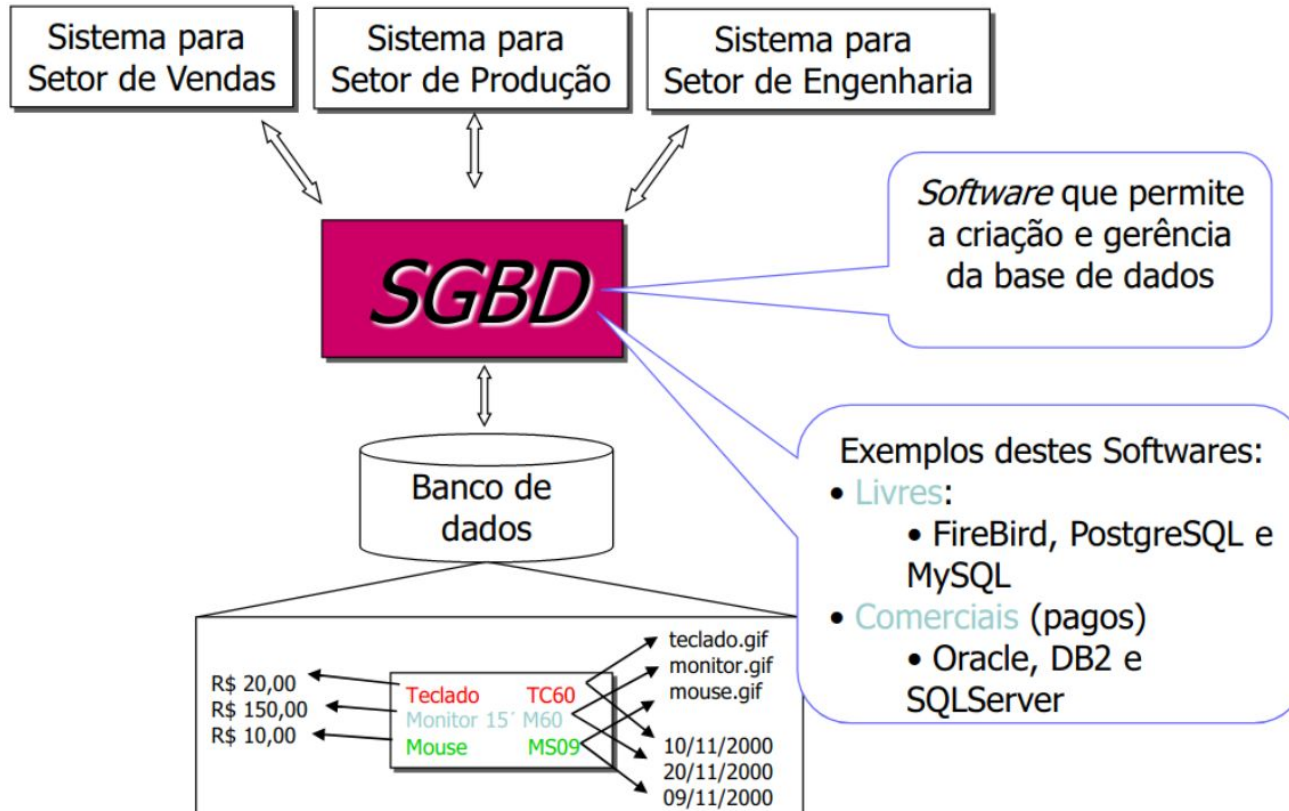 Sistema para
Setor de Vendas
Sistema para
Setor de Produção
Sistema para
Setor de Engenharia
SGBD
Software que permite
a criação e gerência
da base de dados
Banco de
dados
Exemplos destes Softwares:
• Livres:
• FireBird, PostgreSQL e
MySQL
• Comerciais (pagos)
• Oracle, DB2 e
SQLServer
R$ 20,00
R$ 150,00
R$ 10,00
Teclado TC60
Monitor 15´ M60
Mouse MS09
teclado.gif
monitor.gif
mouse.gif
10/11/2000
20/11/2000
09/11/2000